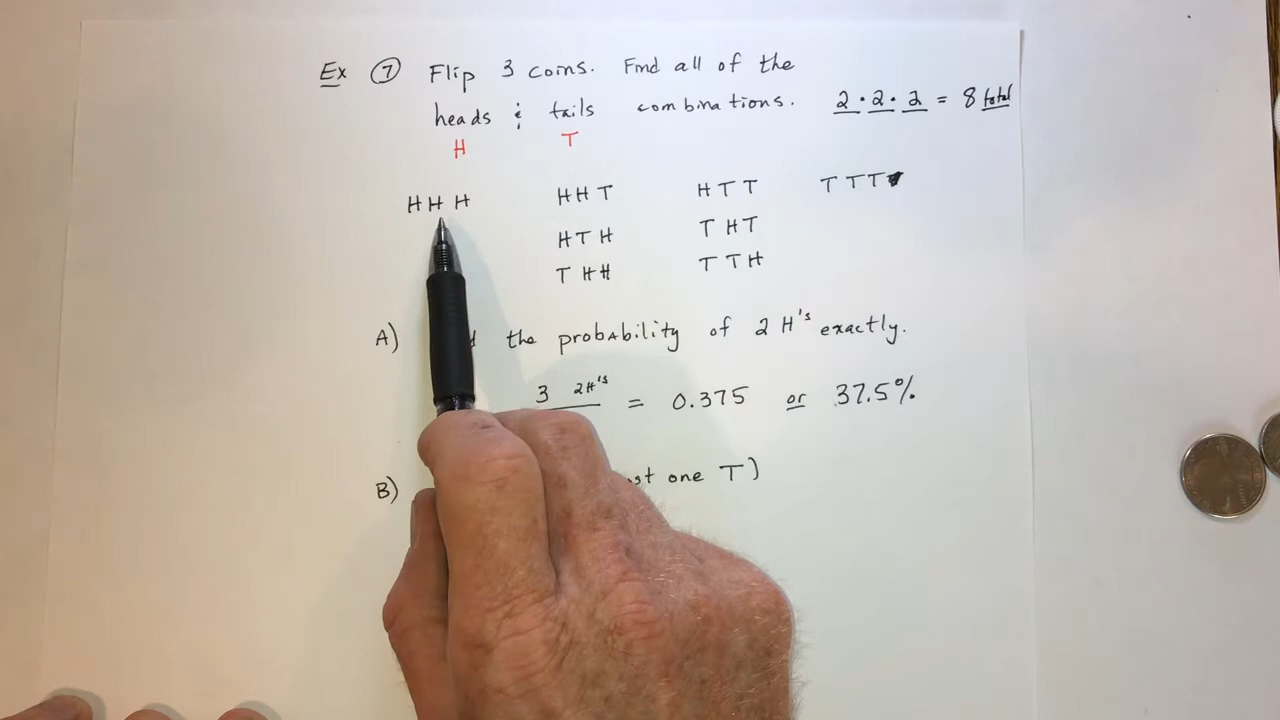 Ex 7 Flip 3 coins. Find all of the
heads & tails combinations. 2 · 2 · 2 = 8 total
H T
HHH HHT HTT TTT
HTH THT
THH TTH
A) the probability of 2 H's exactly.
3 2H's = 0.375 or 37.5%
B) one T)